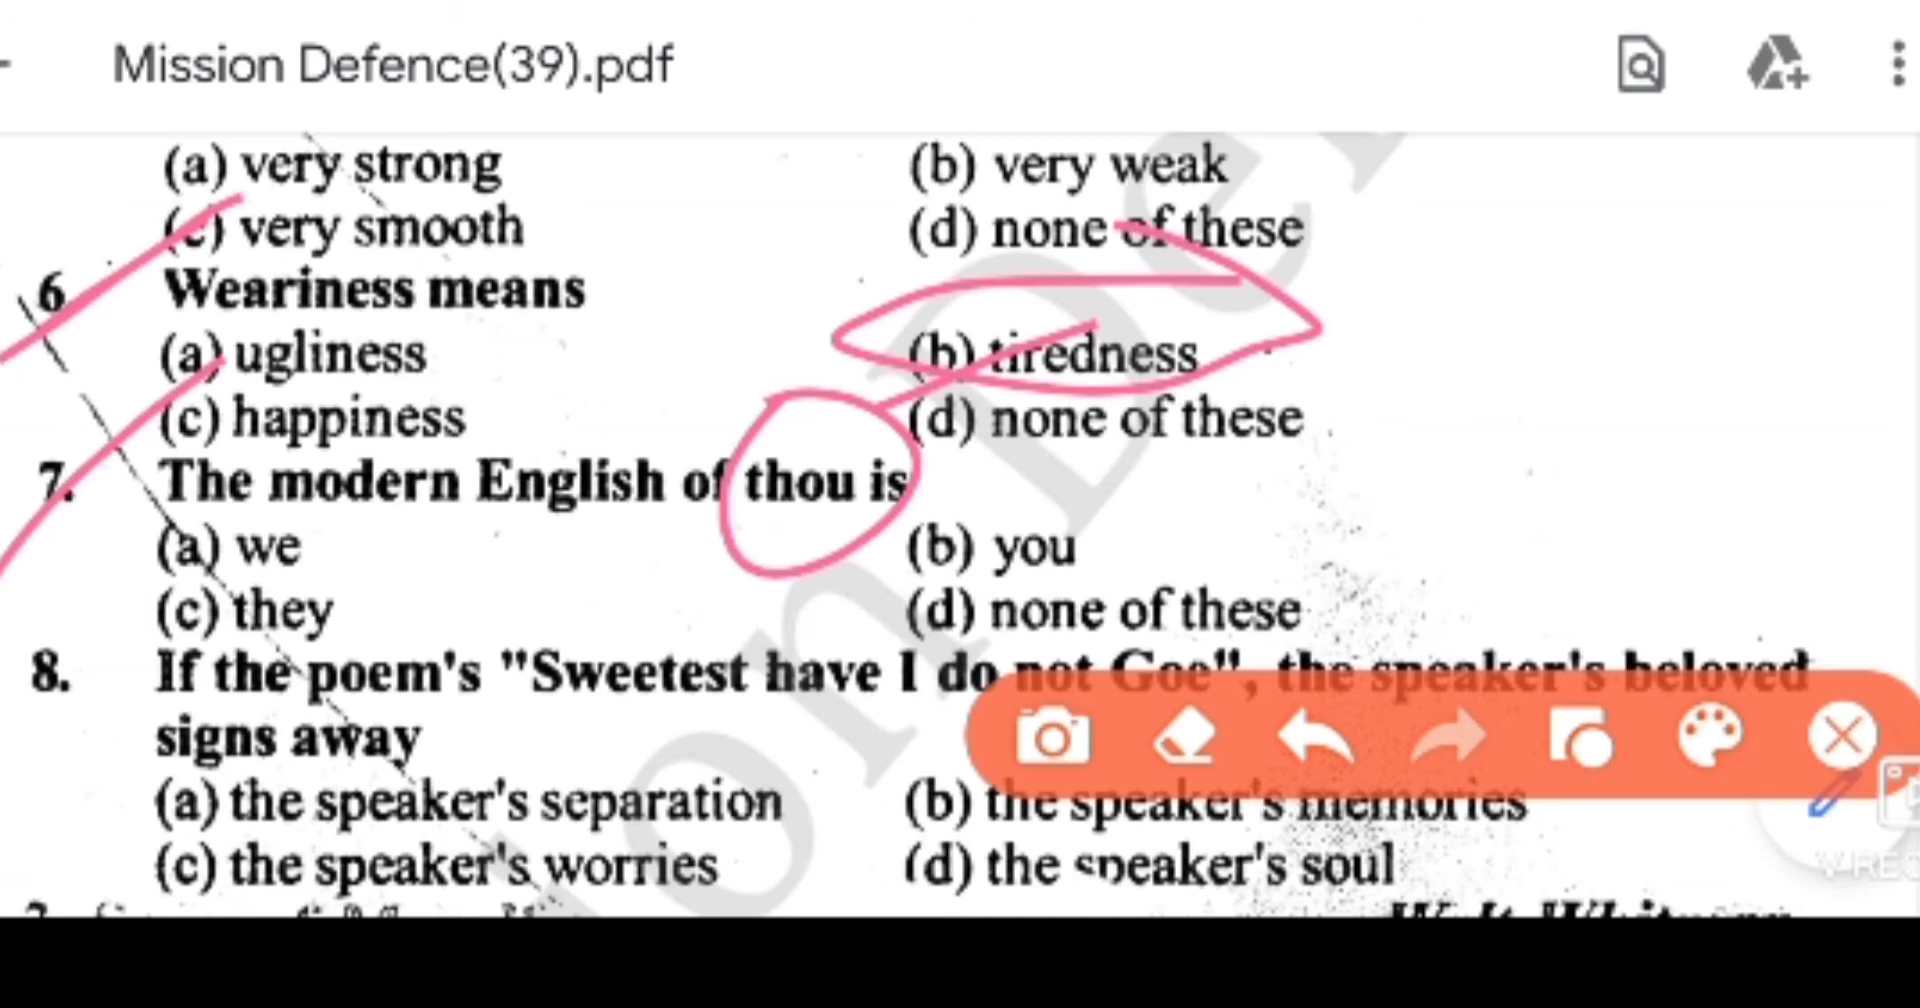 Mission Defence(39).pdf
(a) very strong (b) very weak
(c) very smooth (d) none of these
6 Weariness means
(a) ugliness (b) tiredness
(c) happiness (d) none of these
7. The modern English of thou is
(a) we (b) you
(c) they (d) none of these
8. If the poem's "Sweetest have I do not Goe", the speaker's beloved
signs away
(a) the speaker's separation (b) the speaker's memories
(c) the speaker's worries (d) the speaker's soul